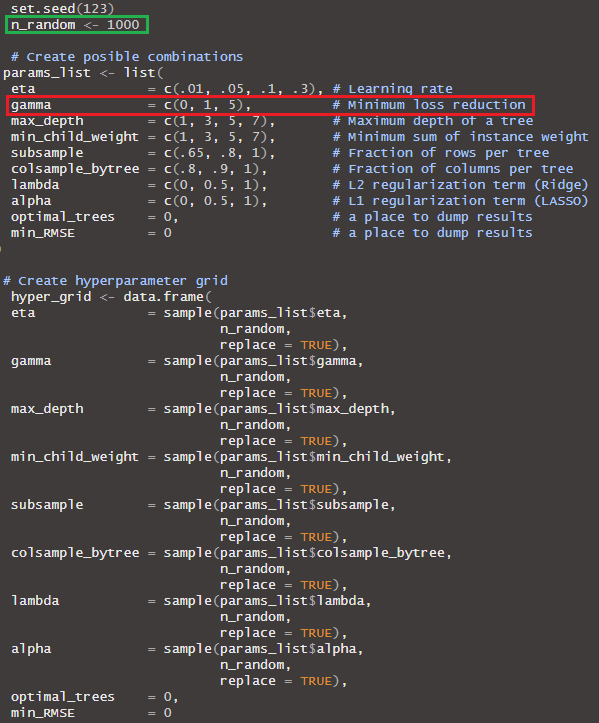 set.seed(123)
n_random <- 1000
# Create posible combinations
params_list <- list(
eta = c(.01, .05, .1, .3), # Learning rate
gamma = c(0, 1, 5), # Minimum loss reduction
max_depth = c(1, 3, 5, 7), # Maximum depth of a tree
min_child_weight = c(1, 3, 5, 7), # Minimum sum of instance weight
subsample = c(.65, .8, 1), # Fraction of rows per tree
colsample_bytree = c(.8, .9, 1), # Fraction of columns per tree
lambda = c(0, 0.5, 1), # L2 regularization term (Ridge)
alpha = c(0, 0.5, 1), # L1 regularization term (LASSO)
optimal_trees = 0, # a place to dump results
min_RMSE = 0 # a place to dump results
)
# Create hyperparameter grid
hyper_grid <- data.frame(
eta = sample(params_list$eta,
n_random,
replace = TRUE),
gamma = sample(params_list$gamma,
n_random,
replace = TRUE),
max_depth = sample(params_list$max_depth,
n_random,
replace = TRUE),
min_child_weight = sample(params_list$min_child_weight,
n_random,
replace = TRUE),
subsample = sample(params_list$subsample,
n_random,
replace = TRUE),
colsample_bytree = sample(params_list$colsample_bytree,
n_random,
replace = TRUE),
lambda = sample(params_list$lambda,
n_random,
replace = TRUE),
alpha = sample(params_list$alpha,
n_random,
replace = TRUE),
optimal_trees = 0,
min_RMSE = 0